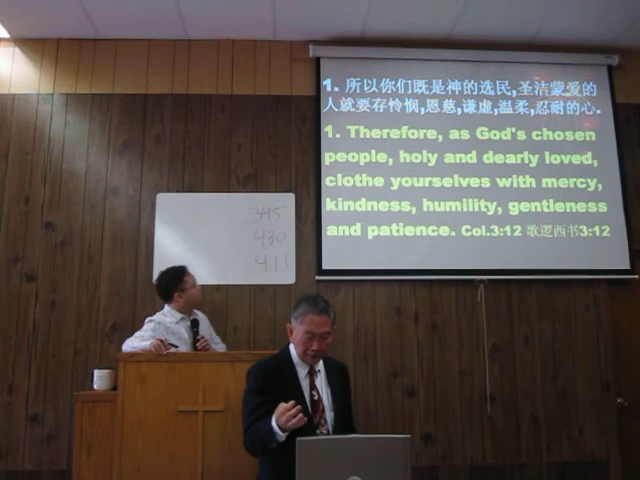 1. 所以你们既是神的选民,圣洁蒙爱的
人就要存怜悯,恩慈,谦虚,温柔,忍耐的心.
1. Therefore, as God's chosen
people, holy and dearly loved,
clothe yourselves with mercy,
kindness, humility, gentleness
and patience. Col.3:12 歌逻西书3:12
395
430
411